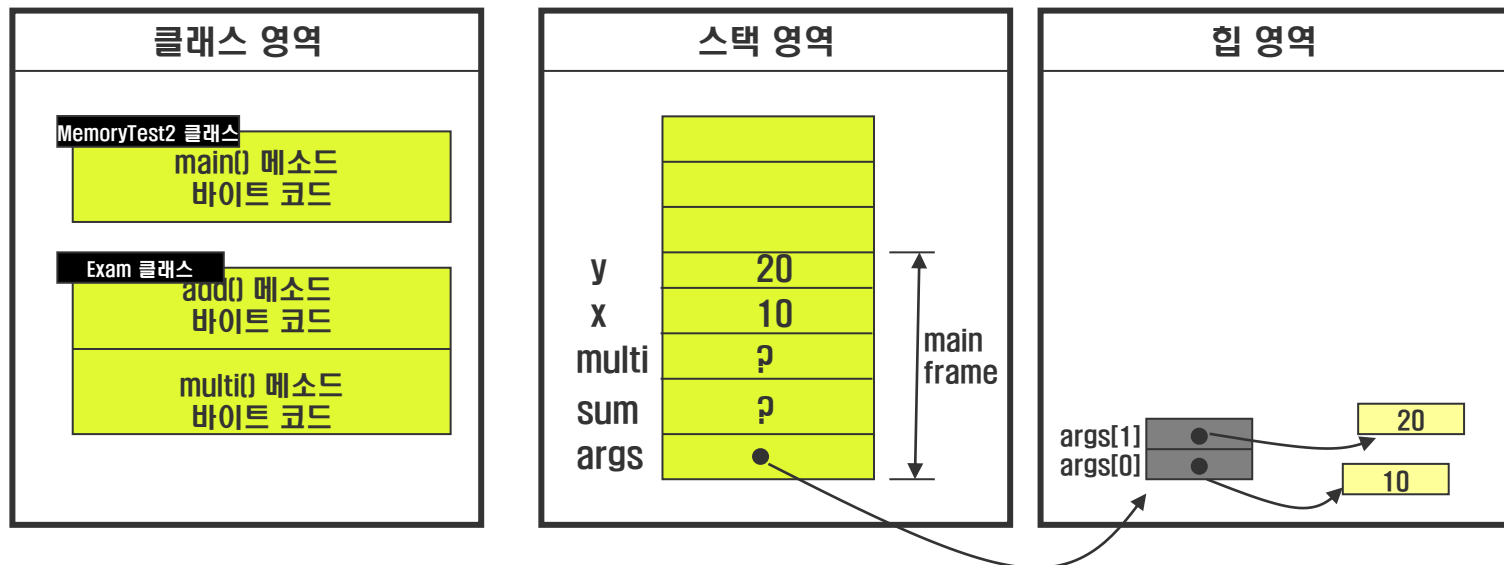 클래스 영역
MemoryTest2 클래스
main() 메소드
바이트 코드
Exam 클래스
add() 메소드
바이트 코드
multi() 메소드
바이트 코드
스택 영역
y 20
x 10
multi ?
sum ?
args
main
frame
힙 영역
args[1] 20
args[0] 10